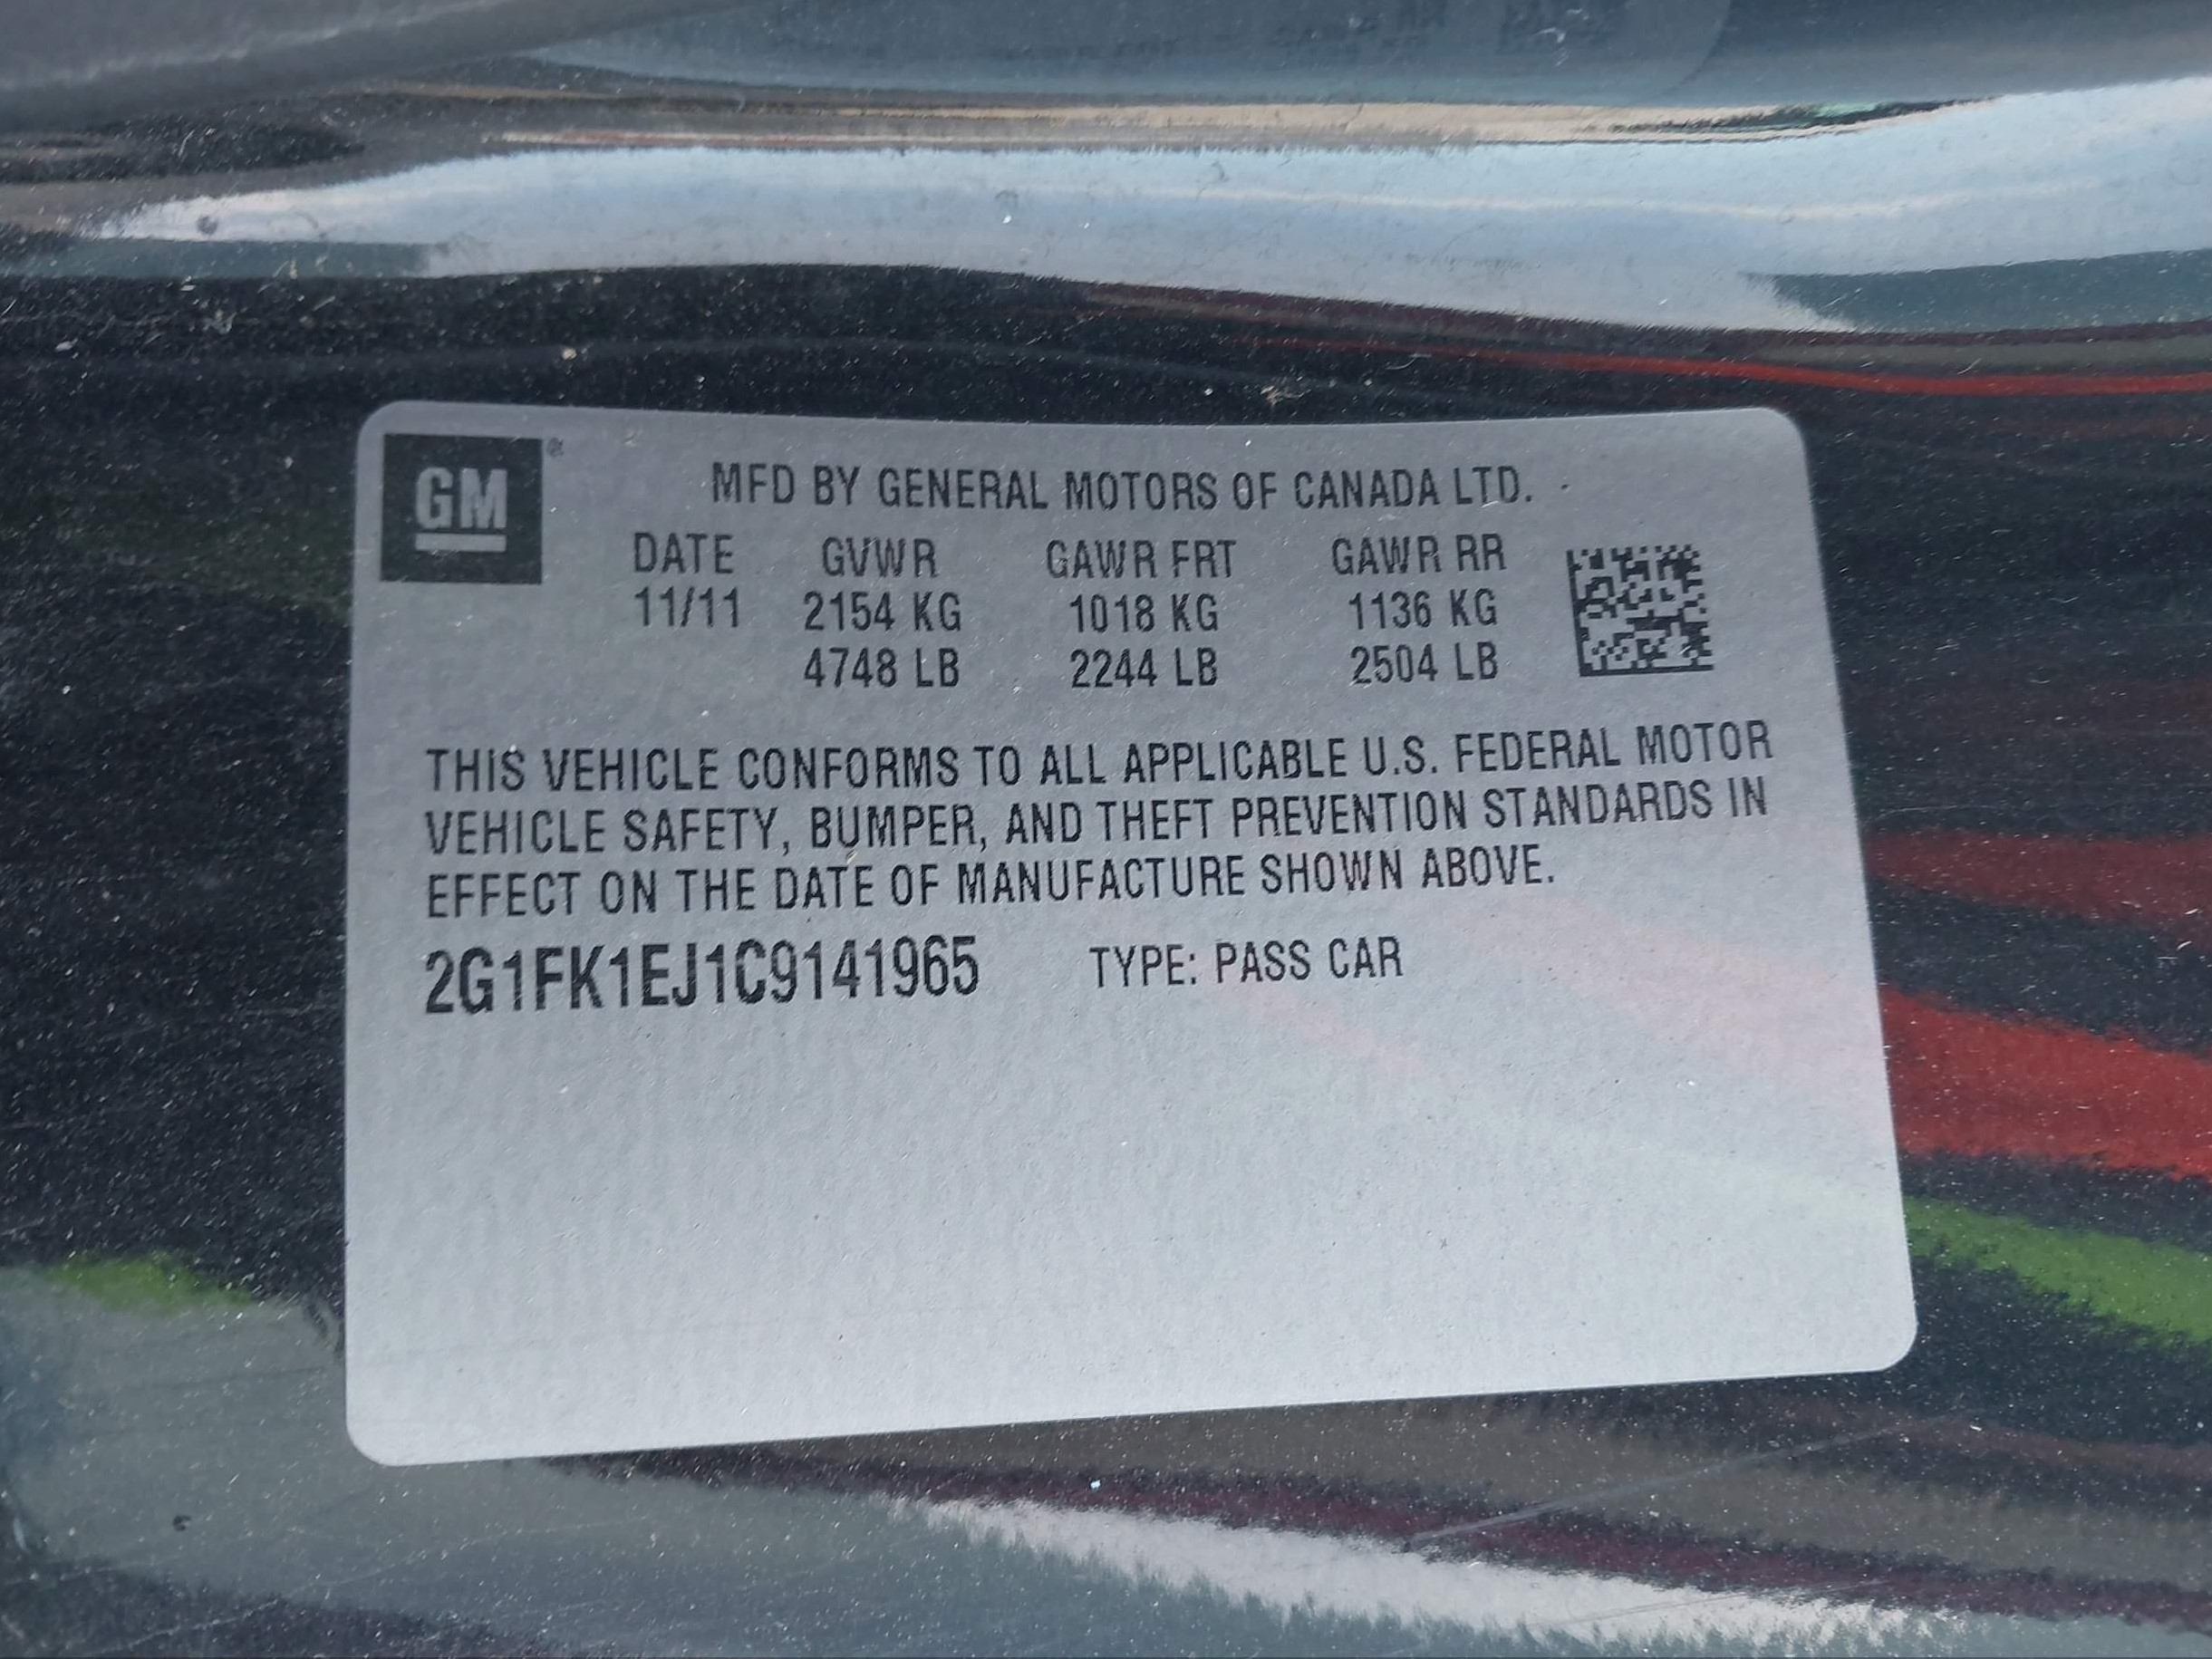 GM ®
MFD BY GENERAL MOTORS OF CANADA LTD.
DATE GVWR GAWR FRT GAWR RR
11/11 2154 KG 1018 KG 1136 KG
4748 LB 2244 LB 2504 LB
THIS VEHICLE CONFORMS TO ALL APPLICABLE U.S. FEDERAL MOTOR
VEHICLE SAFETY, BUMPER, AND THEFT PREVENTION STANDARDS IN
EFFECT ON THE DATE OF MANUFACTURE SHOWN ABOVE.
2G1FK1EJ1C9141965 TYPE: PASS CAR